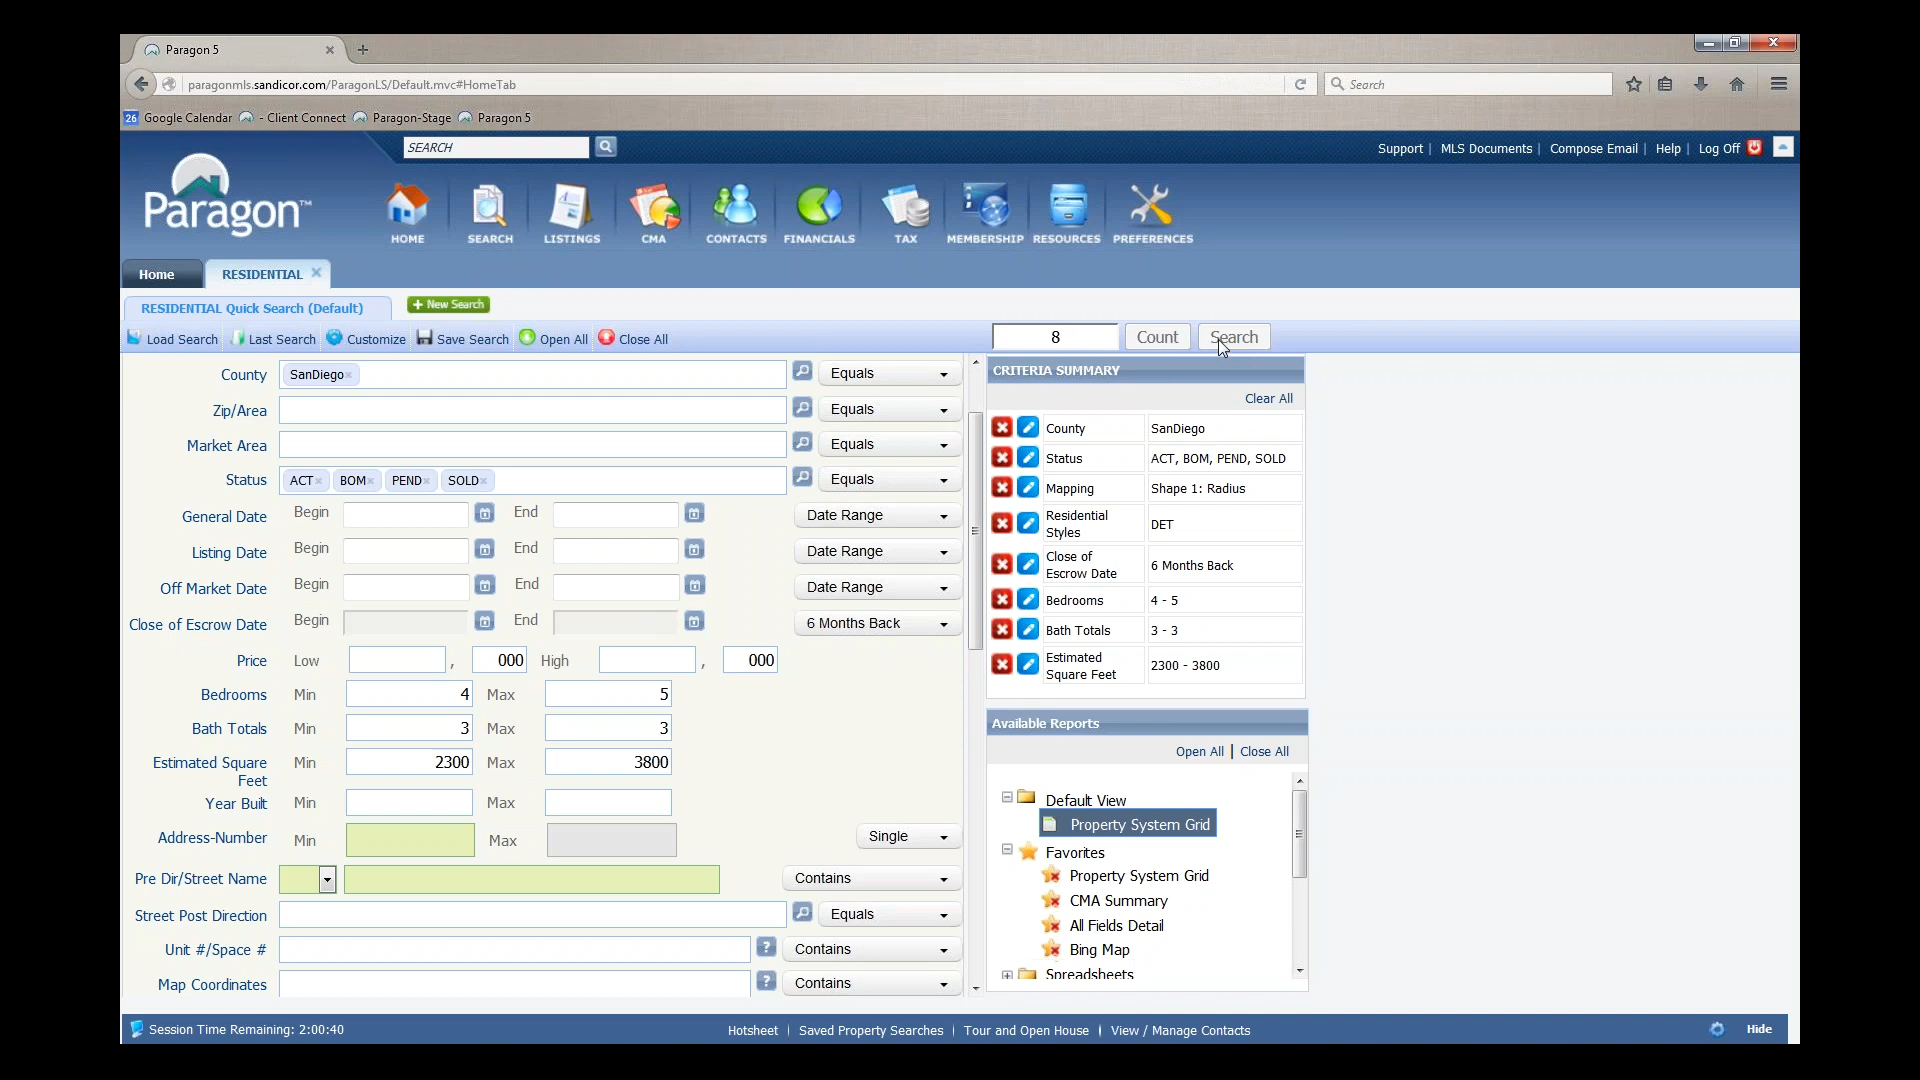 Paragon 5
paragonmls.sandicor.com/ParagonLS/Default.mvc#HomeTab
Search
26 Google Calendar - Client Connect Paragon-Stage Paragon 5
SEARCH
Support | MLS Documents | Compose Email | Help | Log Off
Paragon™
HOME SEARCH LISTINGS CMA CONTACTS FINANCIALS TAX MEMBERSHIP RESOURCES PREFERENCES
Home RESIDENTIAL
RESIDENTIAL Quick Search (Default) + New Search
Load Search Last Search Customize Save Search Open All Close All 8 Count Search
County SanDiego Equals
Zip/Area Equals
Market Area Equals
Status ACT BOM PEND SOLD Equals
General Date Begin End Date Range
Listing Date Begin End Date Range
Off Market Date Begin End Date Range
Close of Escrow Date Begin End 6 Months Back
Price Low , 000 High , 000
Bedrooms Min 4 Max 5
Bath Totals Min 3 Max 3
Estimated Square Feet Min 2300 Max 3800
Year Built Min Max
Address-Number Min Max Single
Pre Dir/Street Name Contains
Street Post Direction Equals
Unit #/Space # ? Contains
Map Coordinates ? Contains
CRITERIA SUMMARY
Clear All
County SanDiego
Status ACT, BOM, PEND, SOLD
Mapping Shape 1: Radius
Residential Styles DET
Close of Escrow Date 6 Months Back
Bedrooms 4 - 5
Bath Totals 3 - 3
Estimated Square Feet 2300 - 3800
Available Reports
Open All | Close All
Default View
Property System Grid
Favorites
Property System Grid
CMA Summary
All Fields Detail
Bing Map
Spreadsheets
Session Time Remaining: 2:00:40 Hotsheet | Saved Property Searches | Tour and Open House | View / Manage Contacts Hide